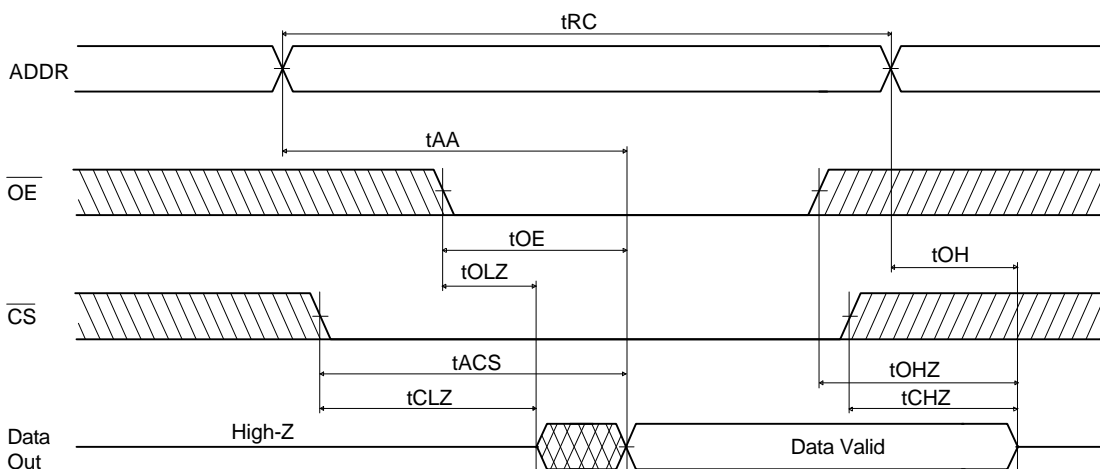 tRC
ADDR
tAA
OE
tOE
tOLZ
tOH
CS
tACS
tOHZ
tCLZ
tCHZ
High-Z
Data Valid
Data
Out